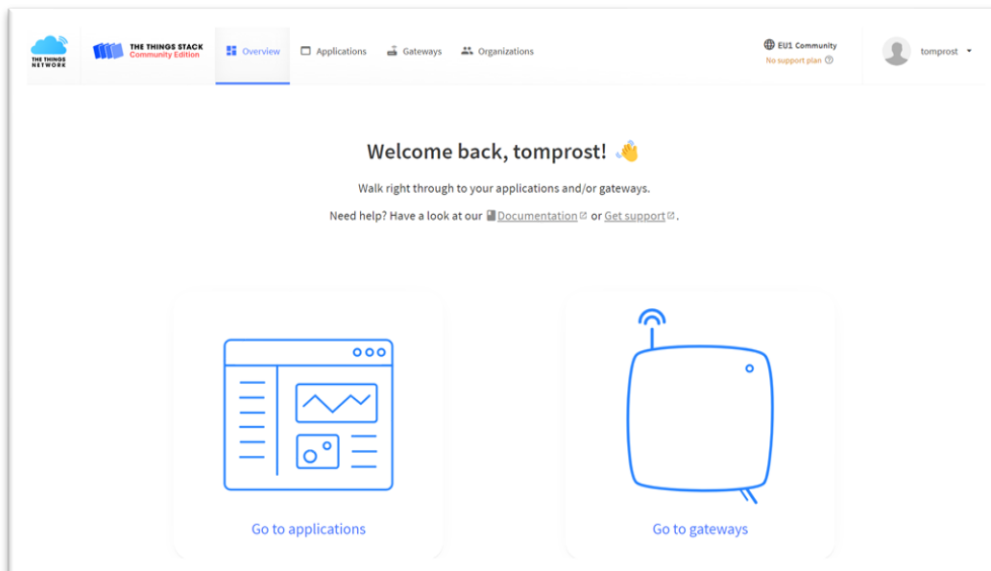 THE THINGS
NETWORK
THE THINGS STACK
Community Edition
Overview
Applications
Gateways
Organizations
EU1 Community
No support plan
tomprost
Welcome back, tomprost! 👋
Walk right through to your applications and/or gateways.
Need help? Have a look at our Documentation or Get support.
Go to applications
Go to gateways